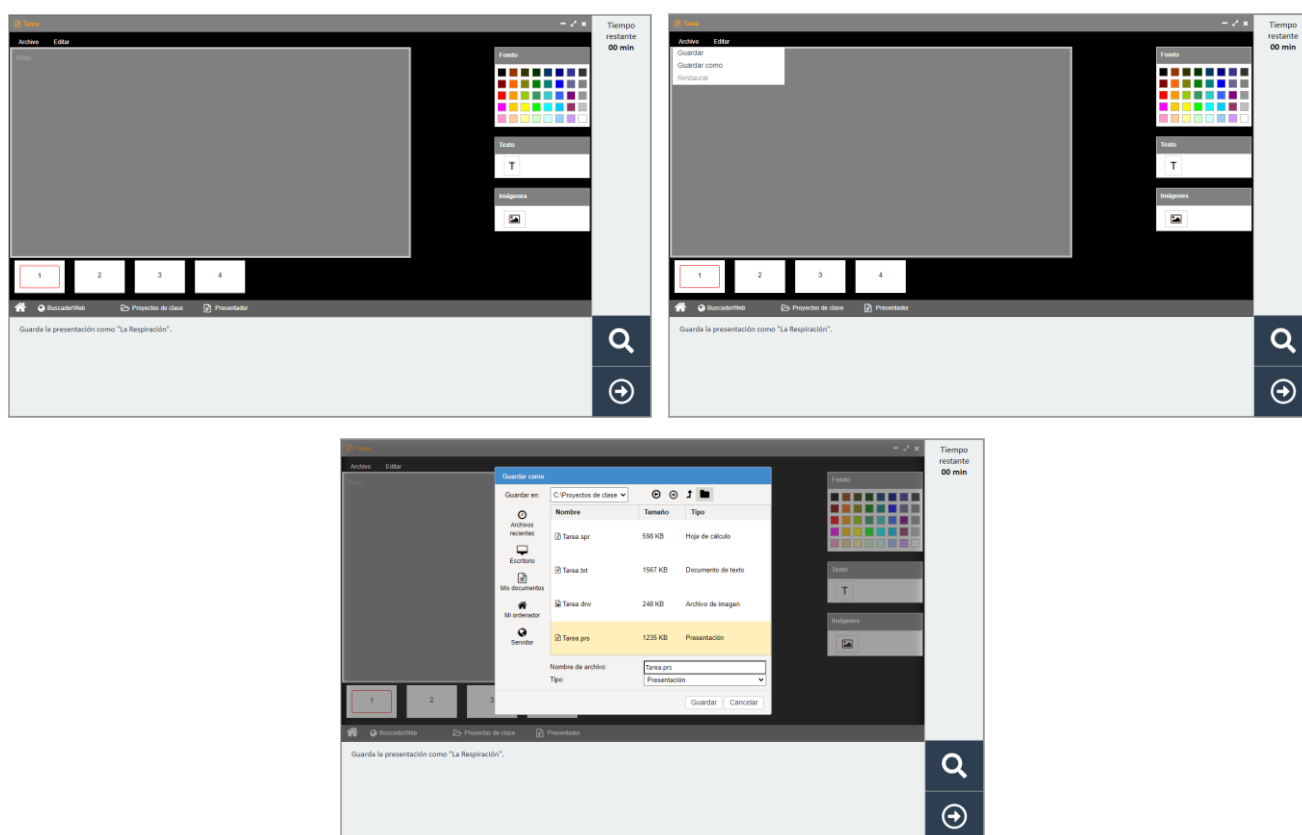 Tarea
Tiempo
restante
00 min
Archivo Editar
Fondo
Texto
T
Imágenes
1 2 3 4
BuscadorWeb Proyectos de clase Presentador
Guarda la presentación como "La Respiración".
Tarea
Tiempo
restante
00 min
Archivo Editar
Guardar
Guardar como
Restaurar
Fondo
Texto
T
Imágenes
1 2 3 4
BuscadorWeb Proyectos de clase Presentador
Guarda la presentación como "La Respiración".
Tarea
Tiempo
restante
00 min
Archivo Editar
Guardar como
Guardar en: C:\Proyectos de clase
Nombre Tamaño Tipo
Archivos
recientes
Escritorio
Mis documentos
Mi ordenador
Servidor
Tarea.spr 598 KB Hoja de cálculo
Tarea.txt 1567 KB Documento de texto
Tarea.drw 248 KB Archivo de imagen
Tarea.prs 1235 KB Presentación
Nombre de archivo: Tarea.prs
Tipo: Presentación
Guardar Cancelar
Fondo
Texto
T
Imágenes
1 2 3
BuscadorWeb Proyectos de clase Presentador
Guarda la presentación como "La Respiración".